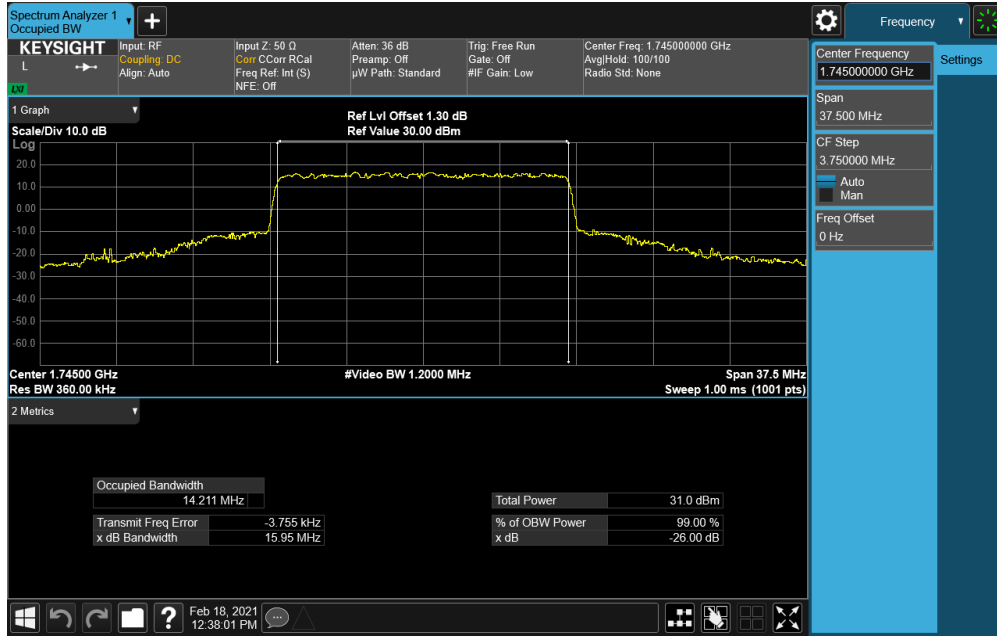 Spectrum Analyzer 1
Occupied BW
Frequency
KEYSIGHT
L
LXI
Input: RF
Coupling: DC
Align: Auto
Input Z: 50 Ω
Corr CCorr RCal
Freq Ref: Int (S)
NFE: Off
Atten: 36 dB
Preamp: Off
µW Path: Standard
Trig: Free Run
Gate: Off
#IF Gain: Low
Center Freq: 1.745000000 GHz
Avg|Hold: 100/100
Radio Std: None
Center Frequency
1.745000000 GHz
Settings
Span
37.500 MHz
CF Step
3.750000 MHz
Auto
Man
Freq Offset
0 Hz
1 Graph
Scale/Div 10.0 dB
Ref Lvl Offset 1.30 dB
Ref Value 30.00 dBm
Log
20.0
10.0
0.00
-10.0
-20.0
-30.0
-40.0
-50.0
-60.0
Center 1.74500 GHz
#Video BW 1.2000 MHz
Span 37.5 MHz
Res BW 360.00 kHz
Sweep 1.00 ms (1001 pts)
2 Metrics
Occupied Bandwidth
14.211 MHz
Total Power 31.0 dBm
Transmit Freq Error -3.755 kHz
% of OBW Power 99.00 %
x dB Bandwidth 15.95 MHz
x dB -26.00 dB
?
Feb 18, 2021
12:38:01 PM